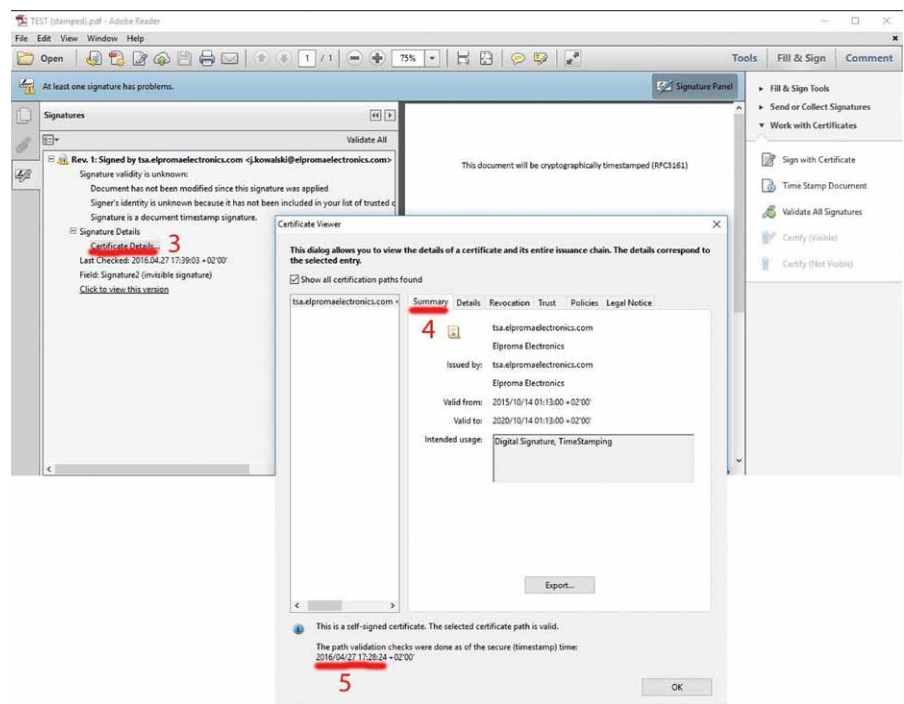 TEST (stamped).pdf - Adobe Reader
File Edit View Window Help
Open 1 / 1 75% Tools Fill & Sign Comment
At least one signature has problems. Signature Panel
Signatures
Validate All
Rev. 1: Signed by tsa.elpromaelectronics.com <j.kowalski@elpromaelectronics.com>
Signature validity is unknown:
Document has not been modified since this signature was applied
Signer's identity is unknown because it has not been included in your list of trusted c
Signature is a document timestamp signature.
Signature Details
Certificate Details... 3
Last Checked: 2016.04.27 17:39:03 +02'00'
Field: Signature2 (invisible signature)
Click to view this version
This document will be cryptographically timestamped (RFC3161)
Fill & Sign Tools
Send or Collect Signatures
Work with Certificates
Sign with Certificate
Time Stamp Document
Validate All Signatures
Certify (Visible)
Certify (Not Visible)
Certificate Viewer
This dialog allows you to view the details of a certificate and its entire issuance chain. The details correspond to
the selected entry.
Show all certification paths found
tsa.elpromaelectronics.com
Summary Details Revocation Trust Policies Legal Notice
4
tsa.elpromaelectronics.com
Elproma Electronics
Issued by: tsa.elpromaelectronics.com
Elproma Electronics
Valid from: 2015/10/14 01:13:00 +02'00'
Valid to: 2020/10/14 01:13:00 +02'00'
Intended usage: Digital Signature, TimeStamping
Export...
This is a self-signed certificate. The selected certificate path is valid.
The path validation checks were done as of the secure (timestamp) time:
2016/04/27 17:28:24 +02'00'
5
OK